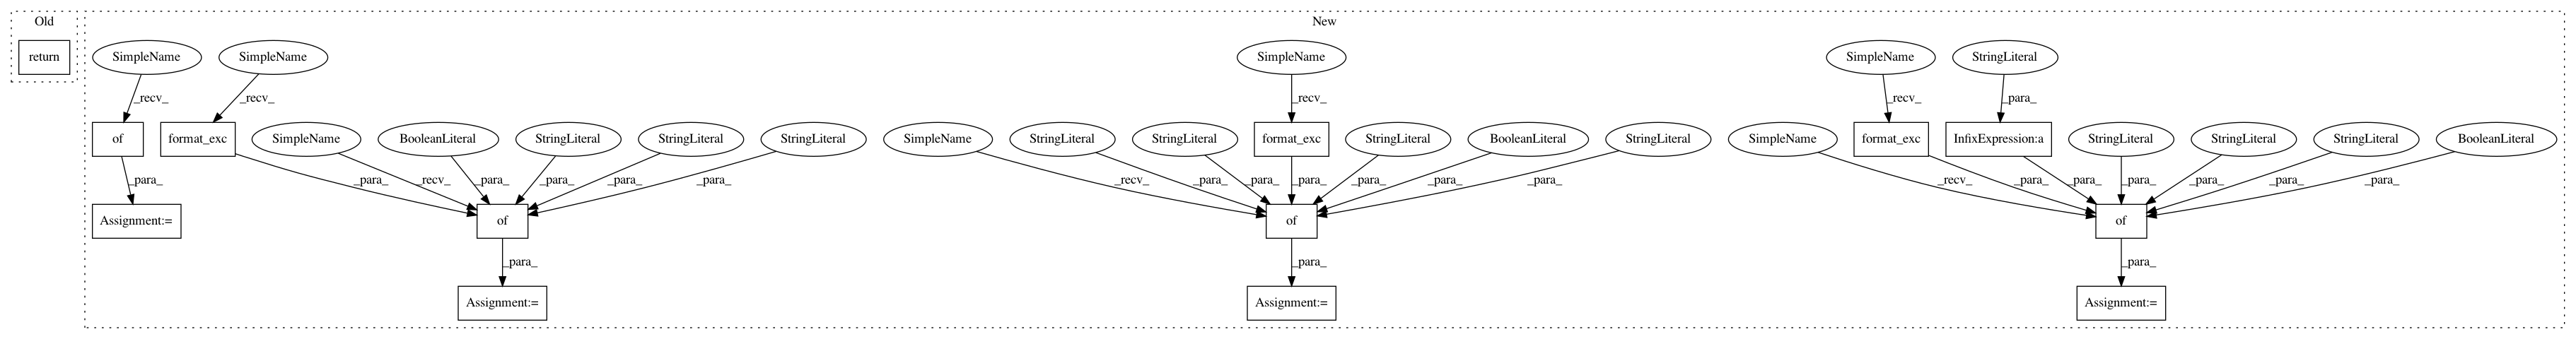 Old New
SimpleName SimpleName SimpleName SimpleName StringLiteral
return
_recv_ _recv_ _recv_ _recv_ _para_
of format_exc SimpleName BooleanLiteral StringLiteral StringLiteral StringLiteral SimpleName StringLiteral StringLiteral format_exc StringLiteral BooleanLiteral StringLiteral SimpleName format_exc InfixExpression:a StringLiteral StringLiteral StringLiteral BooleanLiteral
_para_ _para_ _recv_ _para_ _para_ _para_ _para_ _recv_ _para_ _para_ _para_ _para_ _para_ _para_ _recv_ _para_ _para_ _para_ _para_ _para_ _para_
Assignment:= of of of
_para_ _para_ _para_
Assignment:= Assignment:= Assignment:=